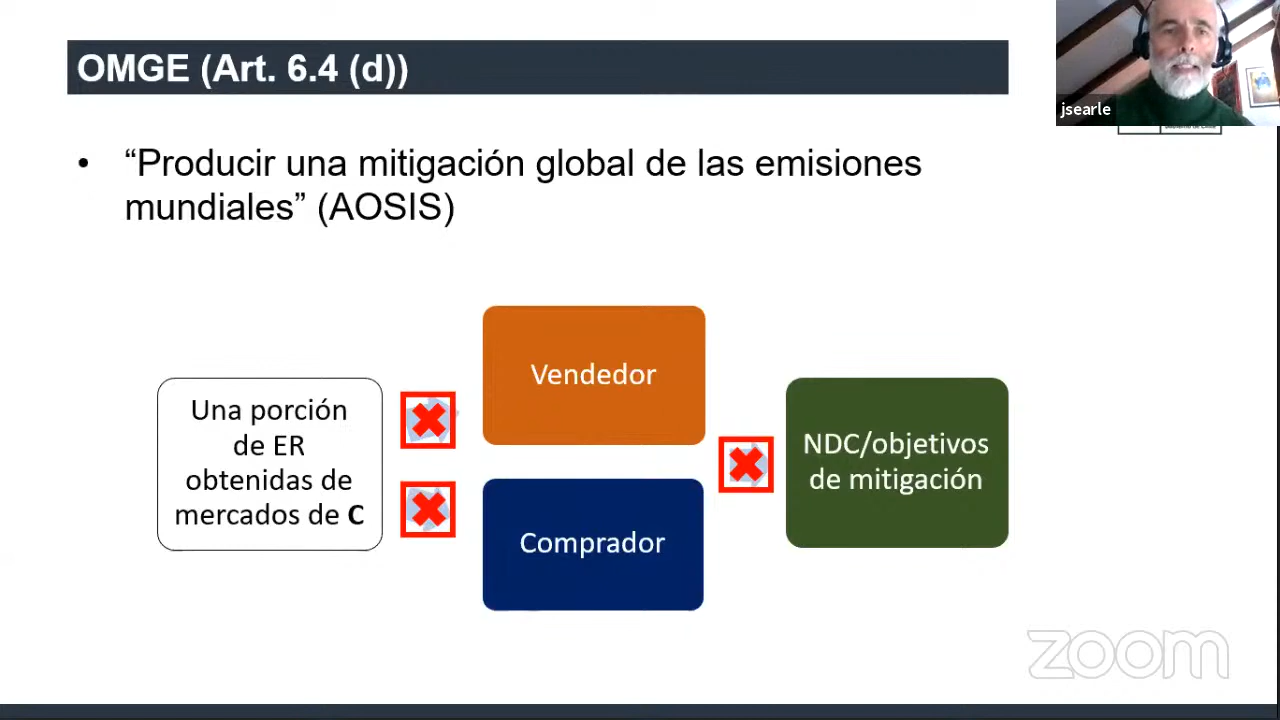 OMGE (Art. 6.4 (d))
jsearle
• “Producir una mitigación global de las emisiones
mundiales” (AOSIS)
Vendedor
Una porción
de ER
obtenidas de
mercados de C
NDC/objetivos
de mitigación
Comprador
zoom